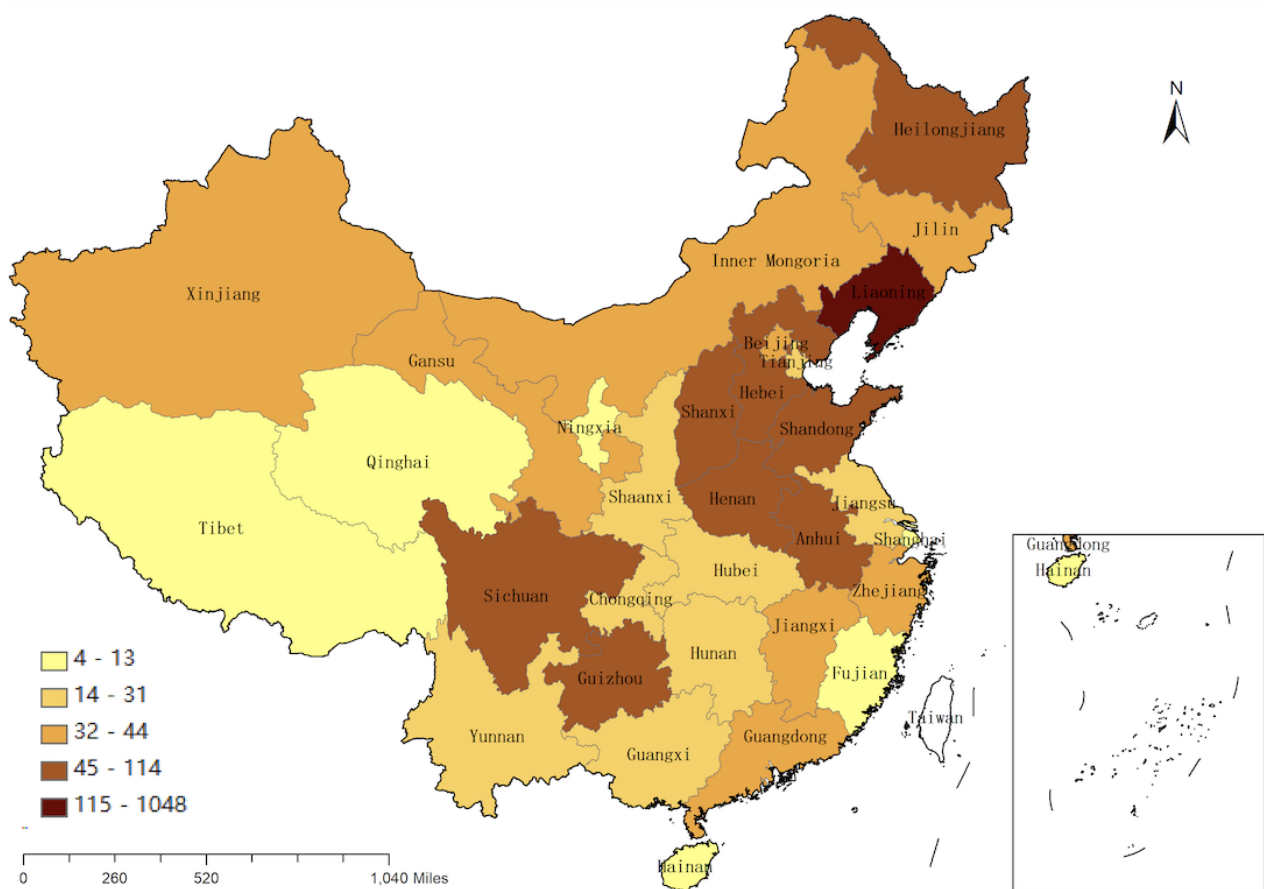 N
Heilongjiang
Jilin
Inner Mongoria
Liaoning
Xinjiang
Beijing
Tianjing
Gansu
Hebei
Shanxi
Ningxia
Shandong
Qinghai
Shaanxi
Henan
Jiangsu
Tibet
Anhui
Shanghai
Guangdong
Hainan
Hubei
Zhejiang
Sichuan
Chongqing
Jiangxi
Hunan
Guizhou
Fujian
Taiwan
Yunnan
Guangxi
Guangdong
Hainan
4 - 13
14 - 31
32 - 44
45 - 114
115 - 1048
0 260 520 1,040 Miles